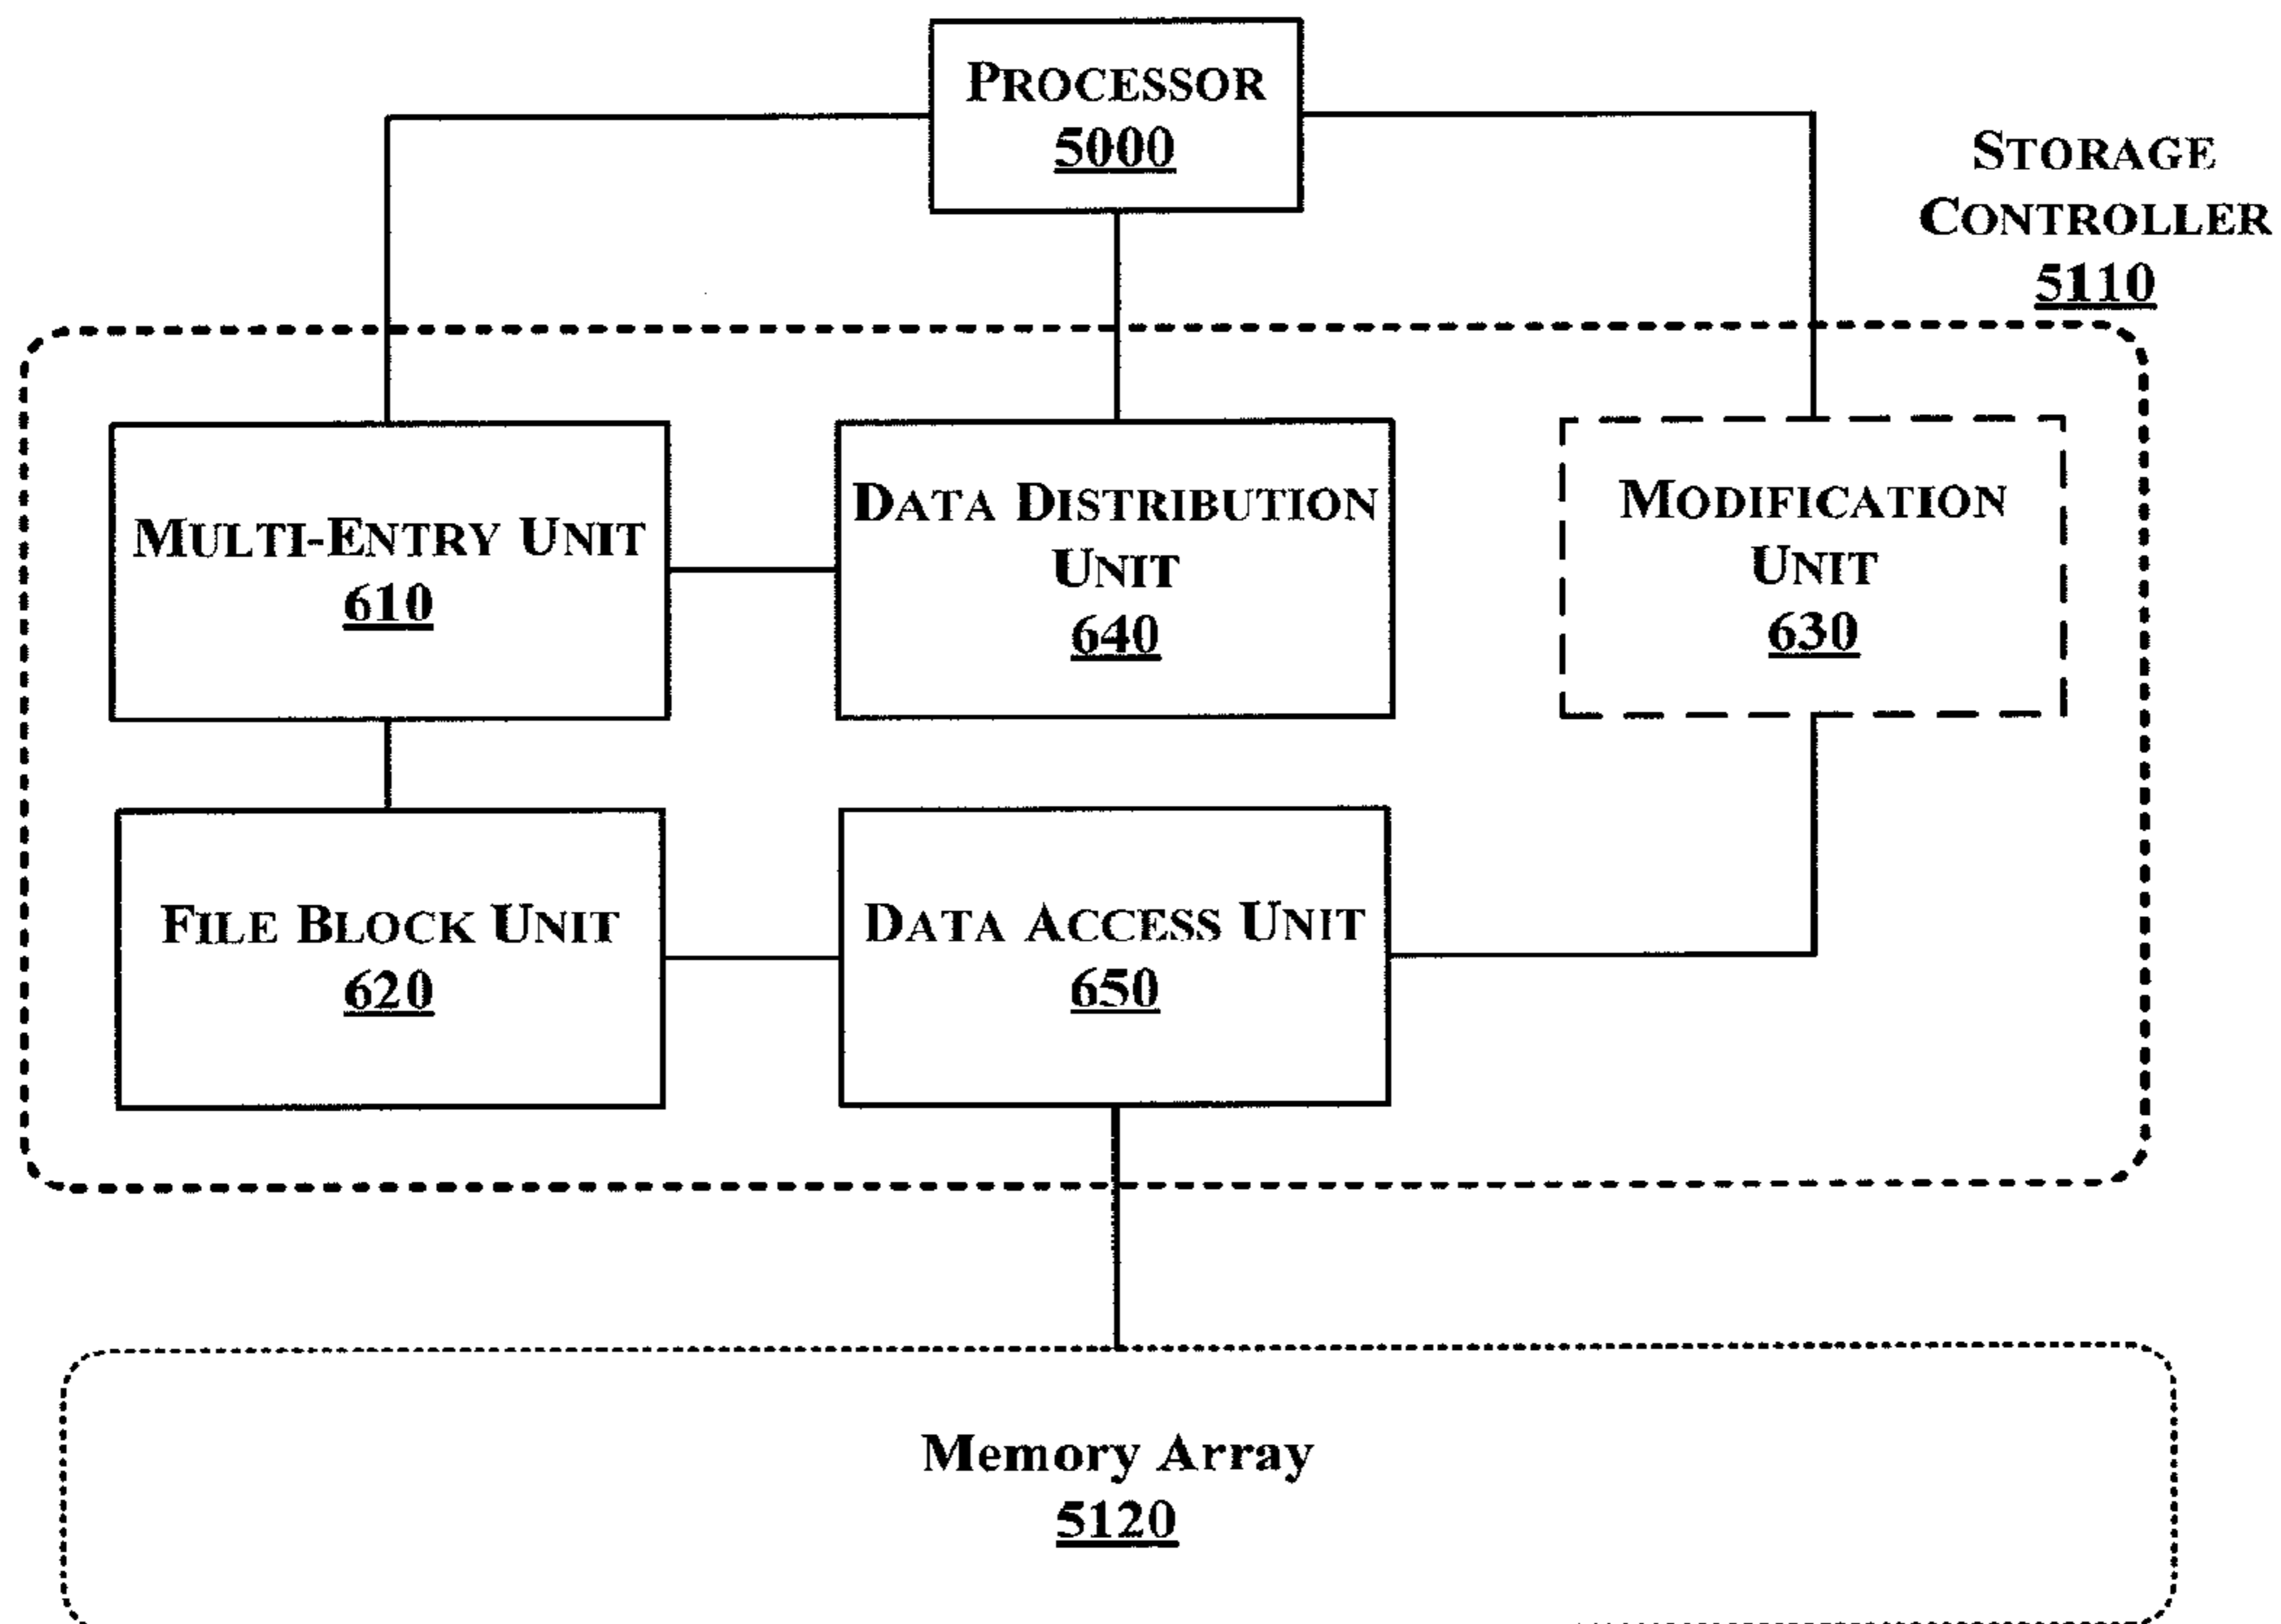 PROCESSOR
5000
STORAGE
CONTROLLER
5110
MULTI-ENTRY UNIT
610
DATA DISTRIBUTION
UNIT
640
MODIFICATION
UNIT
630
FILE BLOCK UNIT
620
DATA ACCESS UNIT
650
Memory Array
5120